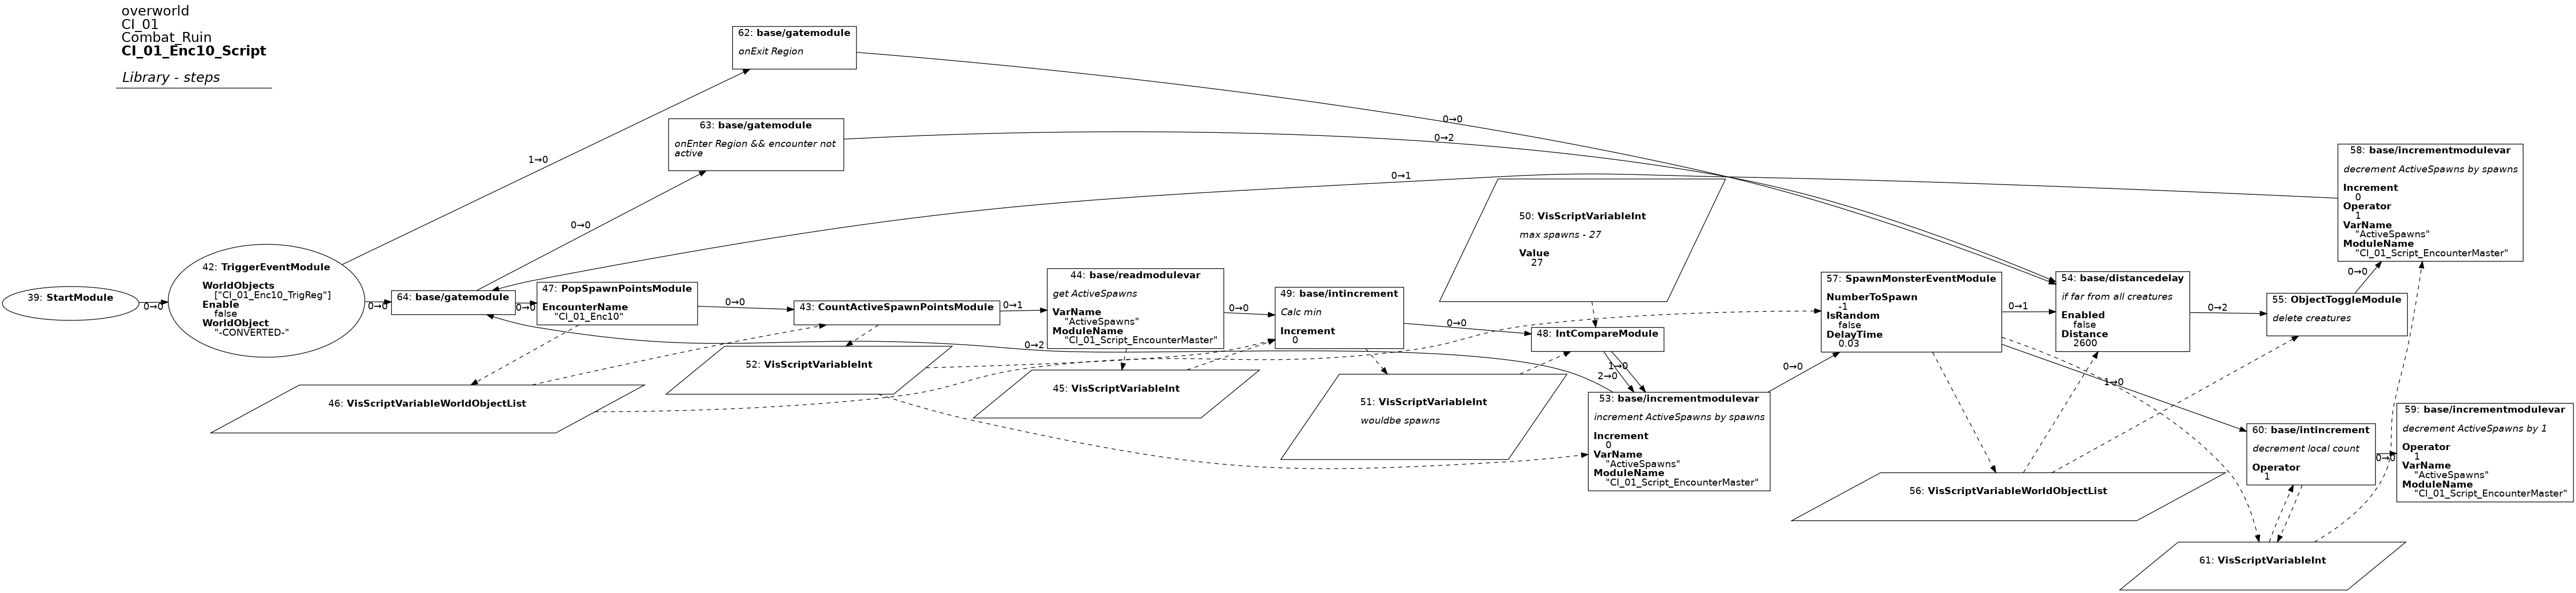 overworld
CI_01
Combat_Ruin
CI_01_Enc10_Script
Library - steps
62: base/gatemodule
onExit Region
63: base/gatemodule
onEnter Region && encounter not
active
39: StartModule
0→0
42: TriggerEventModule
WorldObjects
["CI_01_Enc10_TrigReg"]
Enable
false
WorldObject
"-CONVERTED-"
1→0
0→0
0→0
64: base/gatemodule
0→0
47: PopSpawnPointsModule
EncounterName
"CI_01_Enc10"
0→0
43: CountActiveSpawnPointsModule
0→1
44: base/readmodulevar
get ActiveSpawns
VarName
"ActiveSpawns"
ModuleName
"CI_01_Script_EncounterMaster"
0→0
49: base/intincrement
Calc min
Increment
0
0→0
50: VisScriptVariableInt
max spawns - 27
Value
27
48: IntCompareModule
1→0
2→0
0→0
0→2
0→1
0→2
46: VisScriptVariableWorldObjectList
52: VisScriptVariableInt
45: VisScriptVariableInt
51: VisScriptVariableInt
wouldbe spawns
53: base/incrementmodulevar
increment ActiveSpawns by spawns
Increment
0
VarName
"ActiveSpawns"
ModuleName
"CI_01_Script_EncounterMaster"
0→0
57: SpawnMonsterEventModule
NumberToSpawn
-1
IsRandom
false
DelayTime
0.03
0→1
1→0
54: base/distancedelay
if far from all creatures
Enabled
false
Distance
2600
0→2
55: ObjectToggleModule
delete creatures
0→0
58: base/incrementmodulevar
decrement ActiveSpawns by spawns
Increment
0
Operator
1
VarName
"ActiveSpawns"
ModuleName
"CI_01_Script_EncounterMaster"
56: VisScriptVariableWorldObjectList
60: base/intincrement
decrement local count
Operator
1
0→0
59: base/incrementmodulevar
decrement ActiveSpawns by 1
Operator
1
VarName
"ActiveSpawns"
ModuleName
"CI_01_Script_EncounterMaster"
61: VisScriptVariableInt